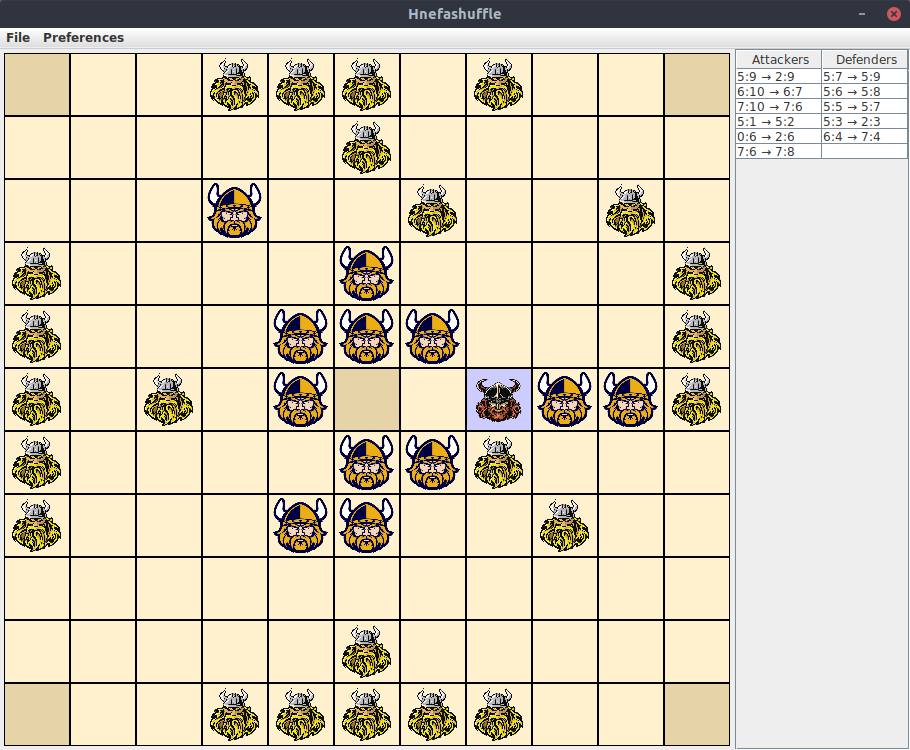 Hnefashuffle
File Preferences
Attackers Defenders
5:9 → 2:9 5:7 → 5:9
6:10 → 6:7 5:6 → 5:8
7:10 → 7:6 5:5 → 5:7
5:1 → 5:2 5:3 → 2:3
0:6 → 2:6 6:4 → 7:4
7:6 → 7:8